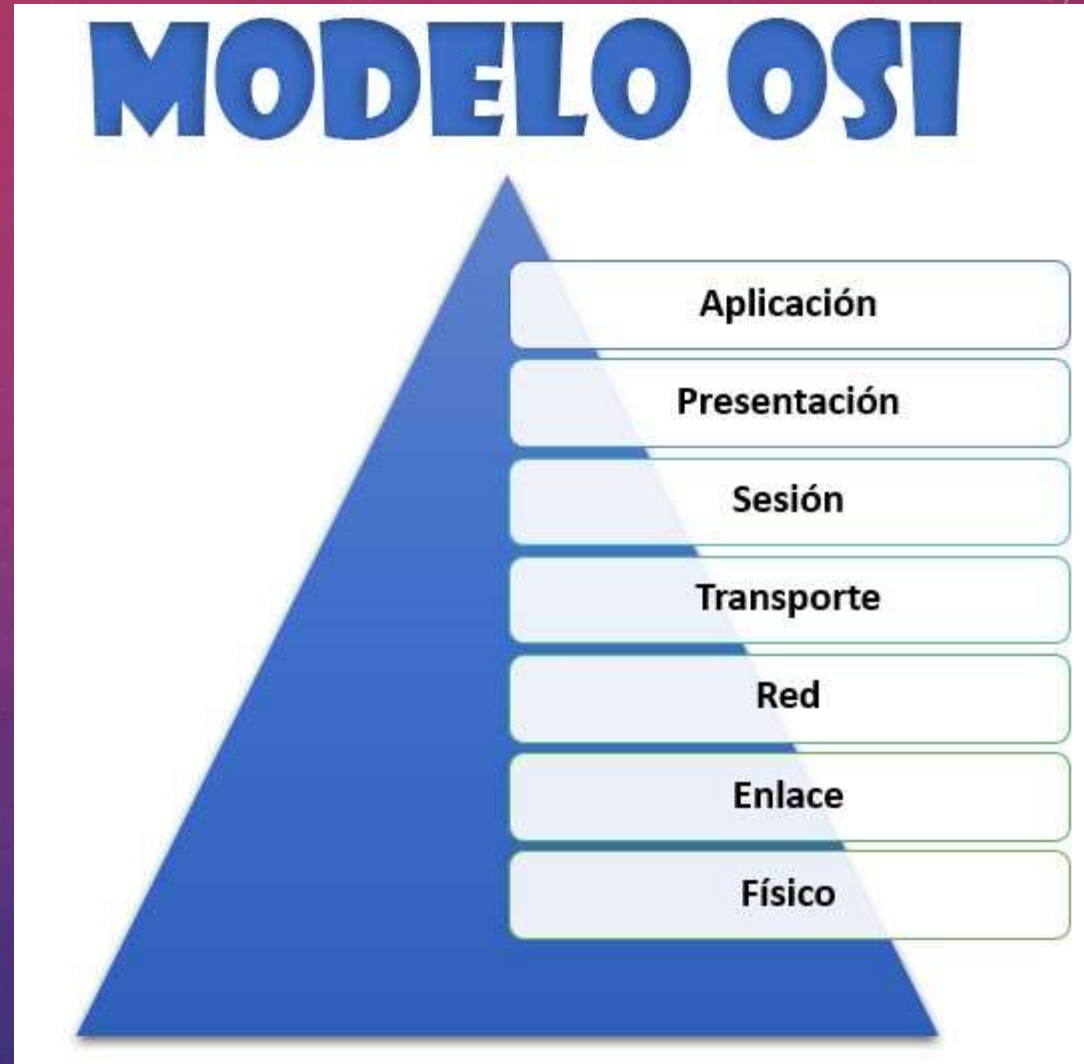 MODELO OSI
Aplicación
Presentación
Sesión
Transporte
Red
Enlace
Físico